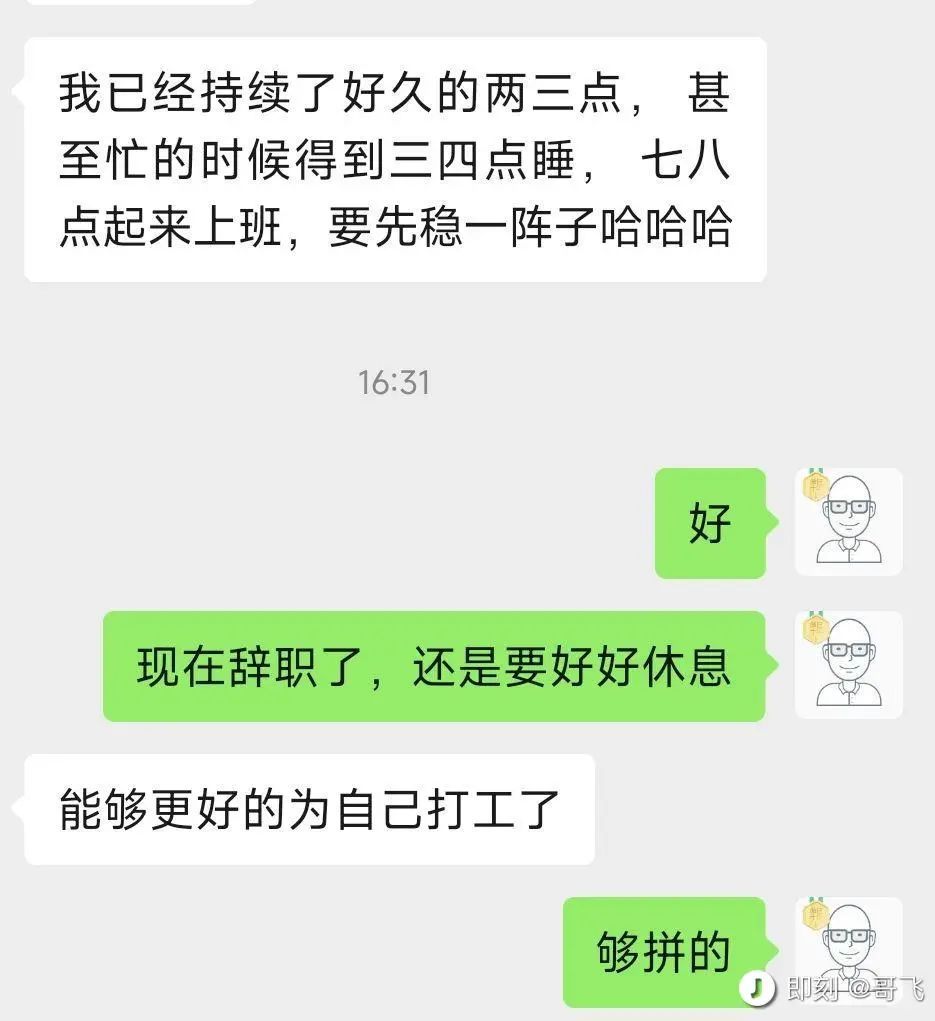 我已经持续了好久的两三点， 甚
至忙的时候得到三四点睡， 七八
点起来上班，要先稳一阵子哈哈哈
16:31
好
现在辞职了，还是要好好休息
能够更好的为自己打工了
够拼的
即刻 @哥飞